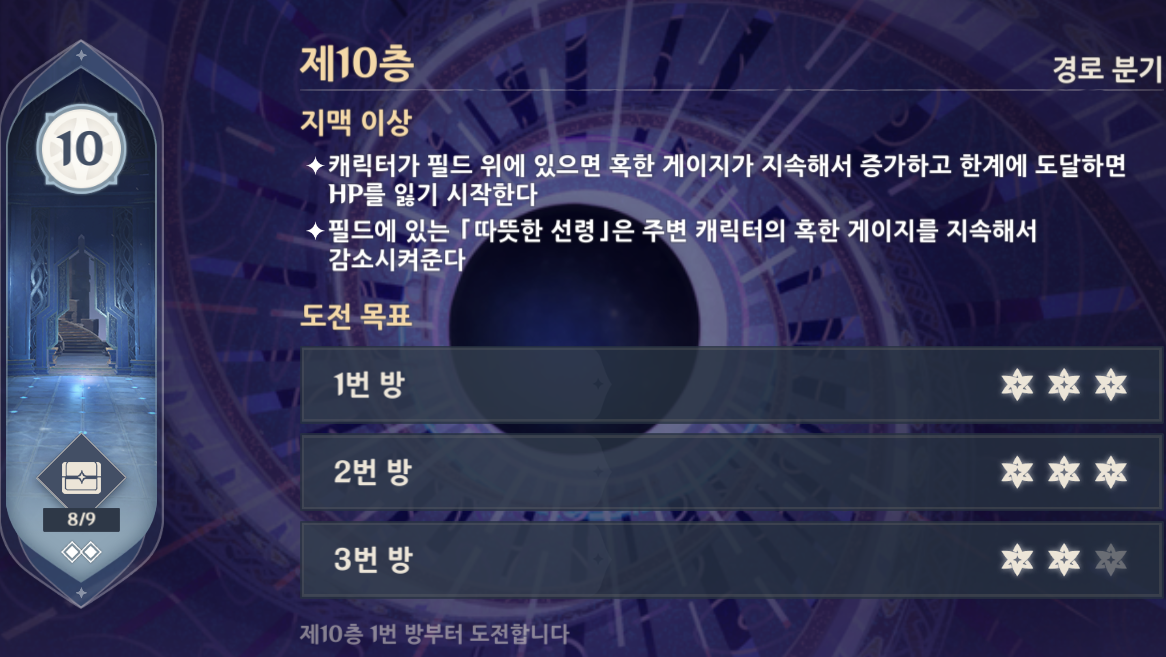 제10층
경로 분기
10
지맥 이상
✦캐릭터가 필드 위에 있으면 혹한 게이지가 지속해서 증가하고 한계에 도달하면
HP를 잃기 시작한다
✦필드에 있는 「따뜻한 선령」은 주변 캐릭터의 혹한 게이지를 지속해서
감소시켜준다
도전 목표
1번 방
2번 방
8/9
3번 방
제10층 1번 방부터 도전합니다